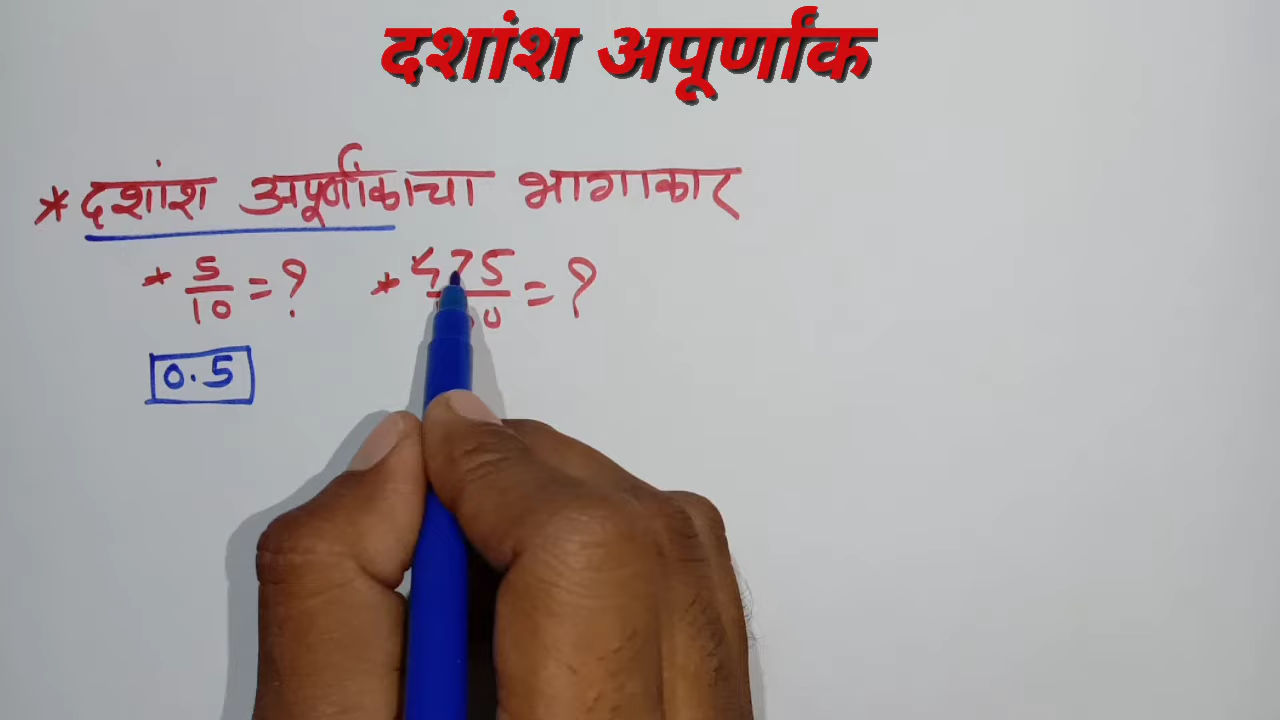 दशांश अपूर्णांक
* दशांश अपूर्णांकाचा भागाकार
* 5/10 = ? * = ?
0.5